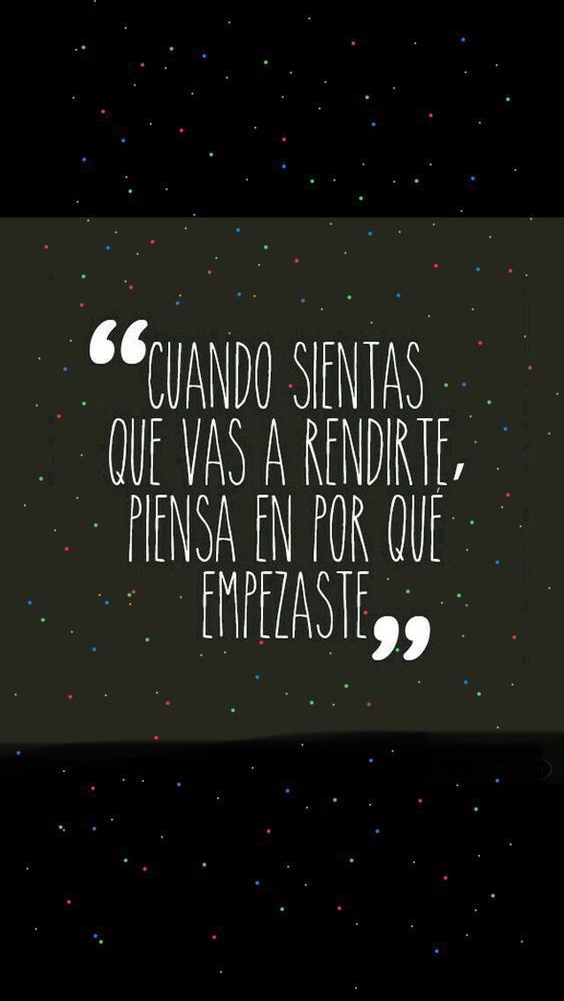 “CUANDO SIENTAS
QUE VAS A RENDIRTE,
PIENSA EN POR QUÉ
EMPEZASTE”